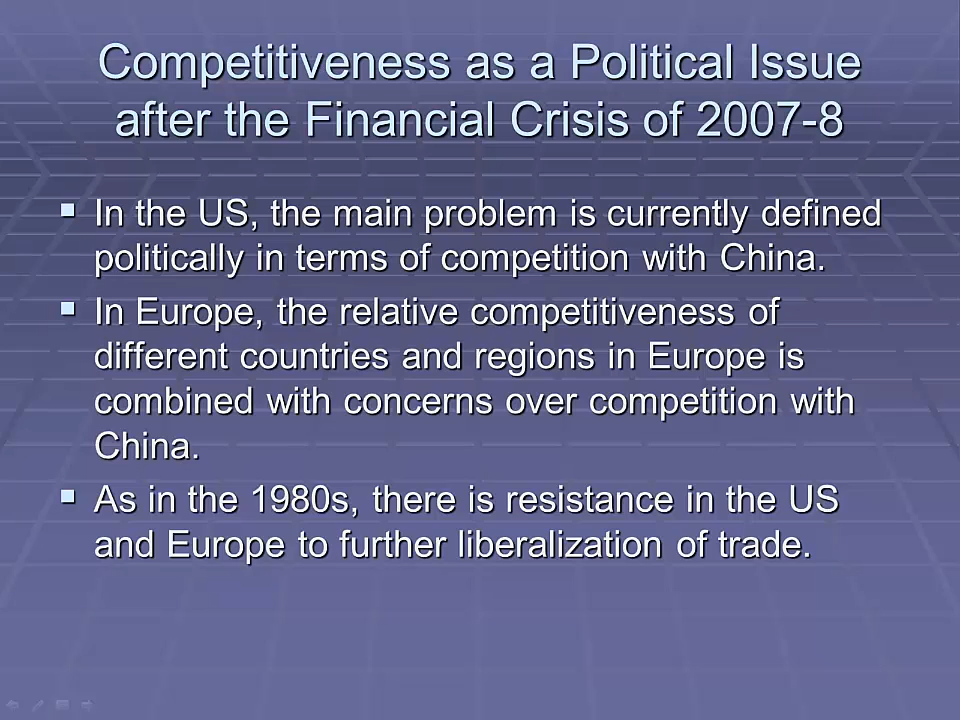 Competitiveness as a Political Issue
after the Financial Crisis of 2007-8
In the US, the main problem is currently defined
politically in terms of competition with China.
In Europe, the relative competitiveness of
different countries and regions in Europe is
combined with concerns over competition with
China.
As in the 1980s, there is resistance in the US
and Europe to further liberalization of trade.